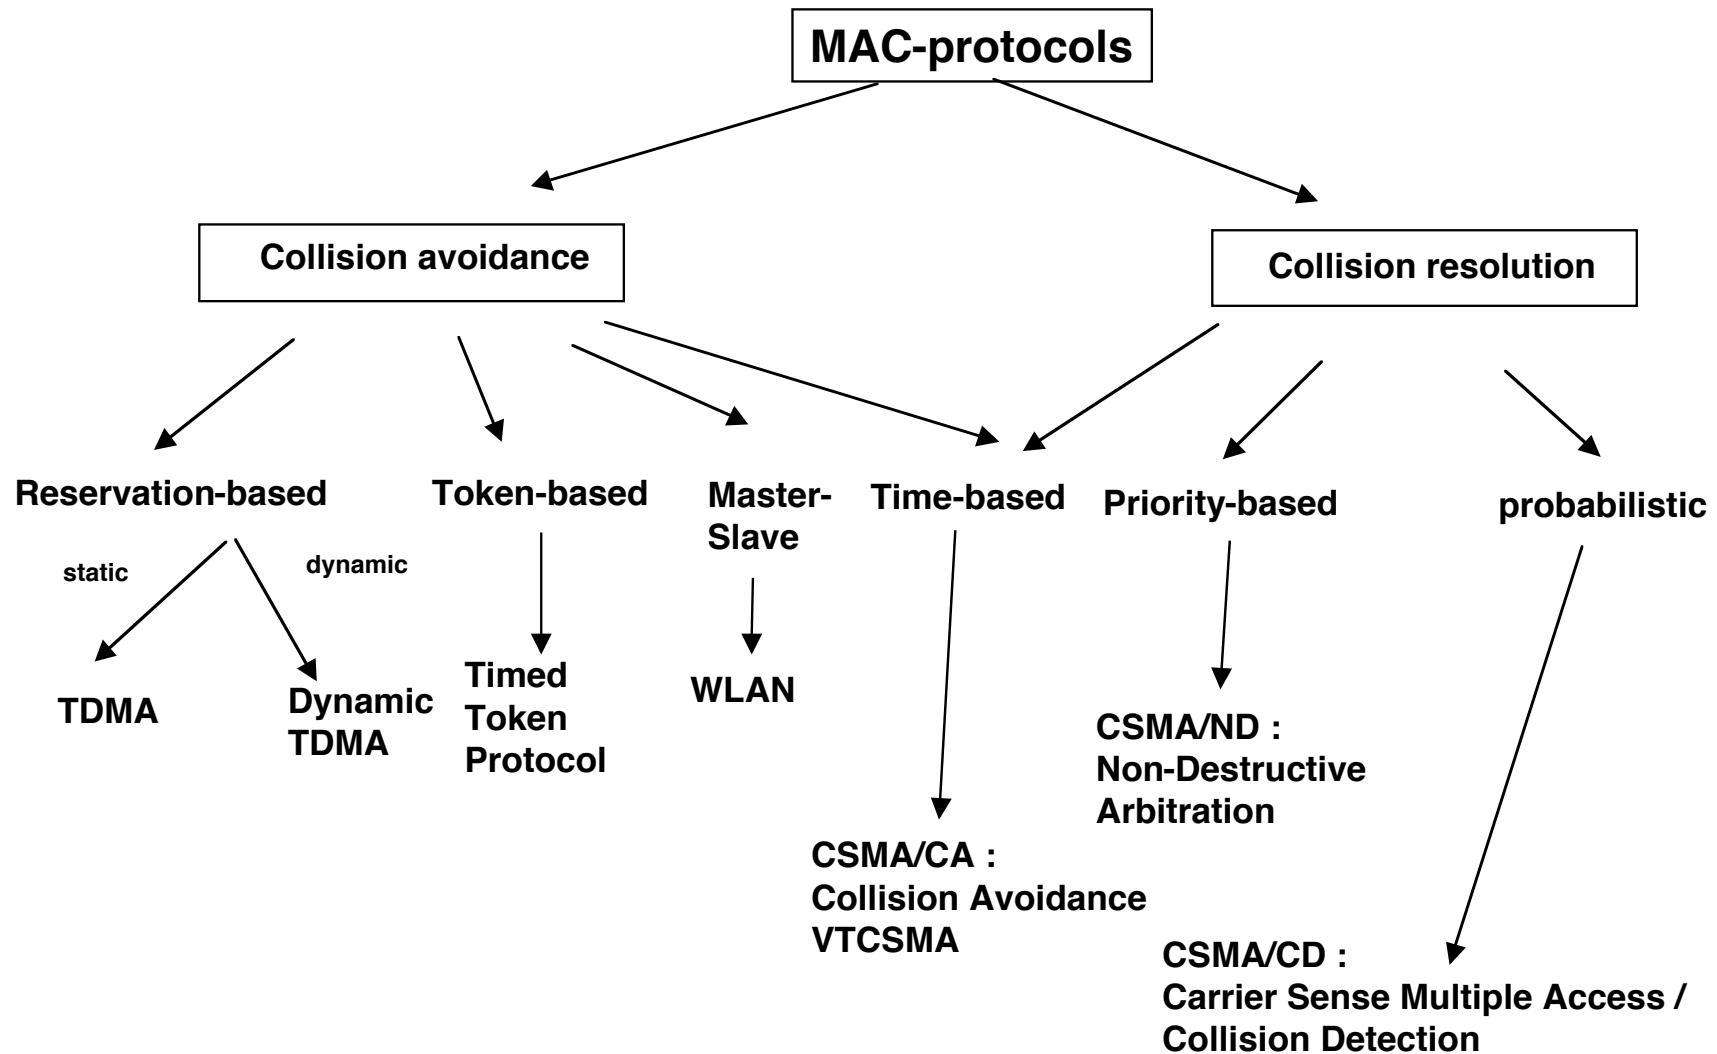 MAC-protocols
Collision avoidance
Collision resolution
Reservation-based
Token-based
Master-
Slave
Time-based
Priority-based
probabilistic
static
dynamic
TDMA
Dynamic
TDMA
Timed
Token
Protocol
WLAN
CSMA/CA :
Collision Avoidance
VTCSMA
CSMA/ND :
Non-Destructive
Arbitration
CSMA/CD :
Carrier Sense Multiple Access /
Collision Detection